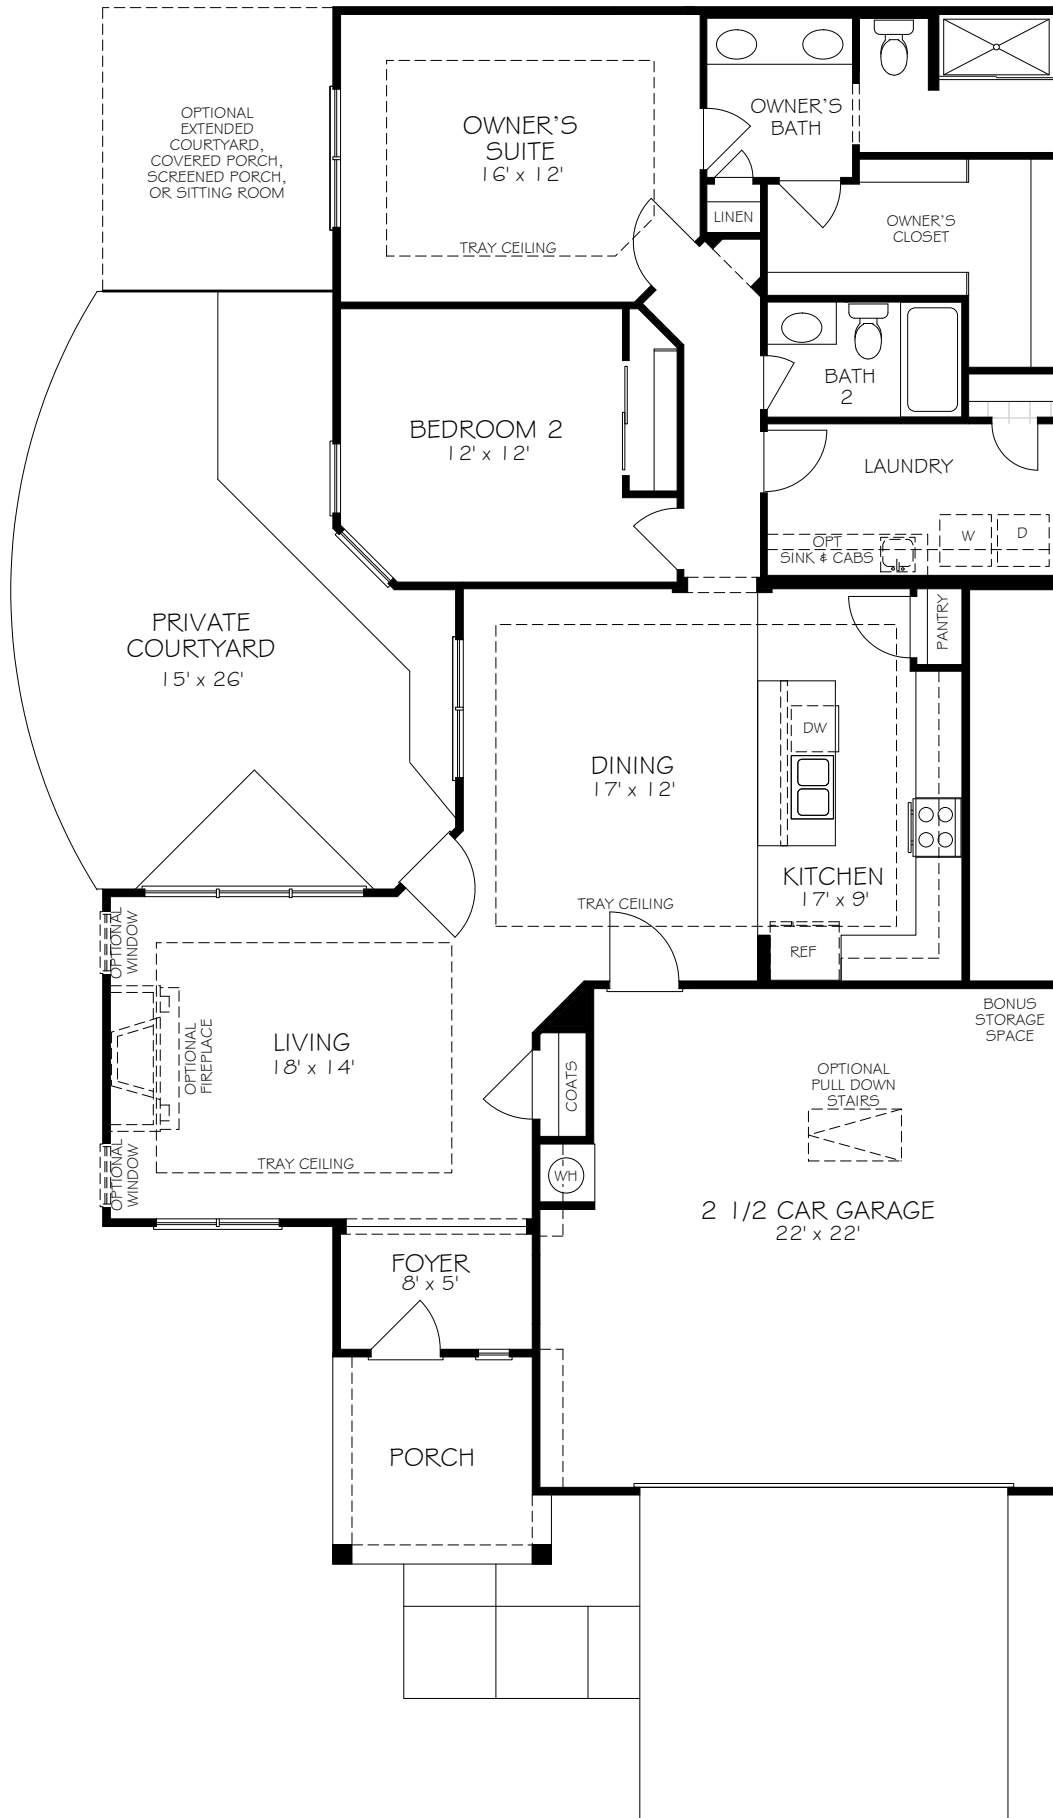 OPTIONAL
EXTENDED
COURTYARD,
COVERED PORCH,
SCREENED PORCH,
OR SITTING ROOM
OWNER'S
SUITE
16' x 12'
TRAY CEILING
OWNER'S
BATH
LINEN
OWNER'S
CLOSET
BATH
2
BEDROOM 2
12' x 12'
LAUNDRY
OPT
SINK & CABS
W
D
PRIVATE
COURTYARD
15' x 26'
PANTRY
DW
DINING
17' x 12'
KITCHEN
17' x 9'
TRAY CEILING
REF
OPTIONAL
WINDOW
LIVING
18' x 14'
OPTIONAL
FIREPLACE
COATS
BONUS
STORAGE
SPACE
OPTIONAL
PULL DOWN
STAIRS
OPTIONAL
WINDOW
TRAY CEILING
WH
2 1/2 CAR GARAGE
22' x 22'
FOYER
8' x 5'
PORCH